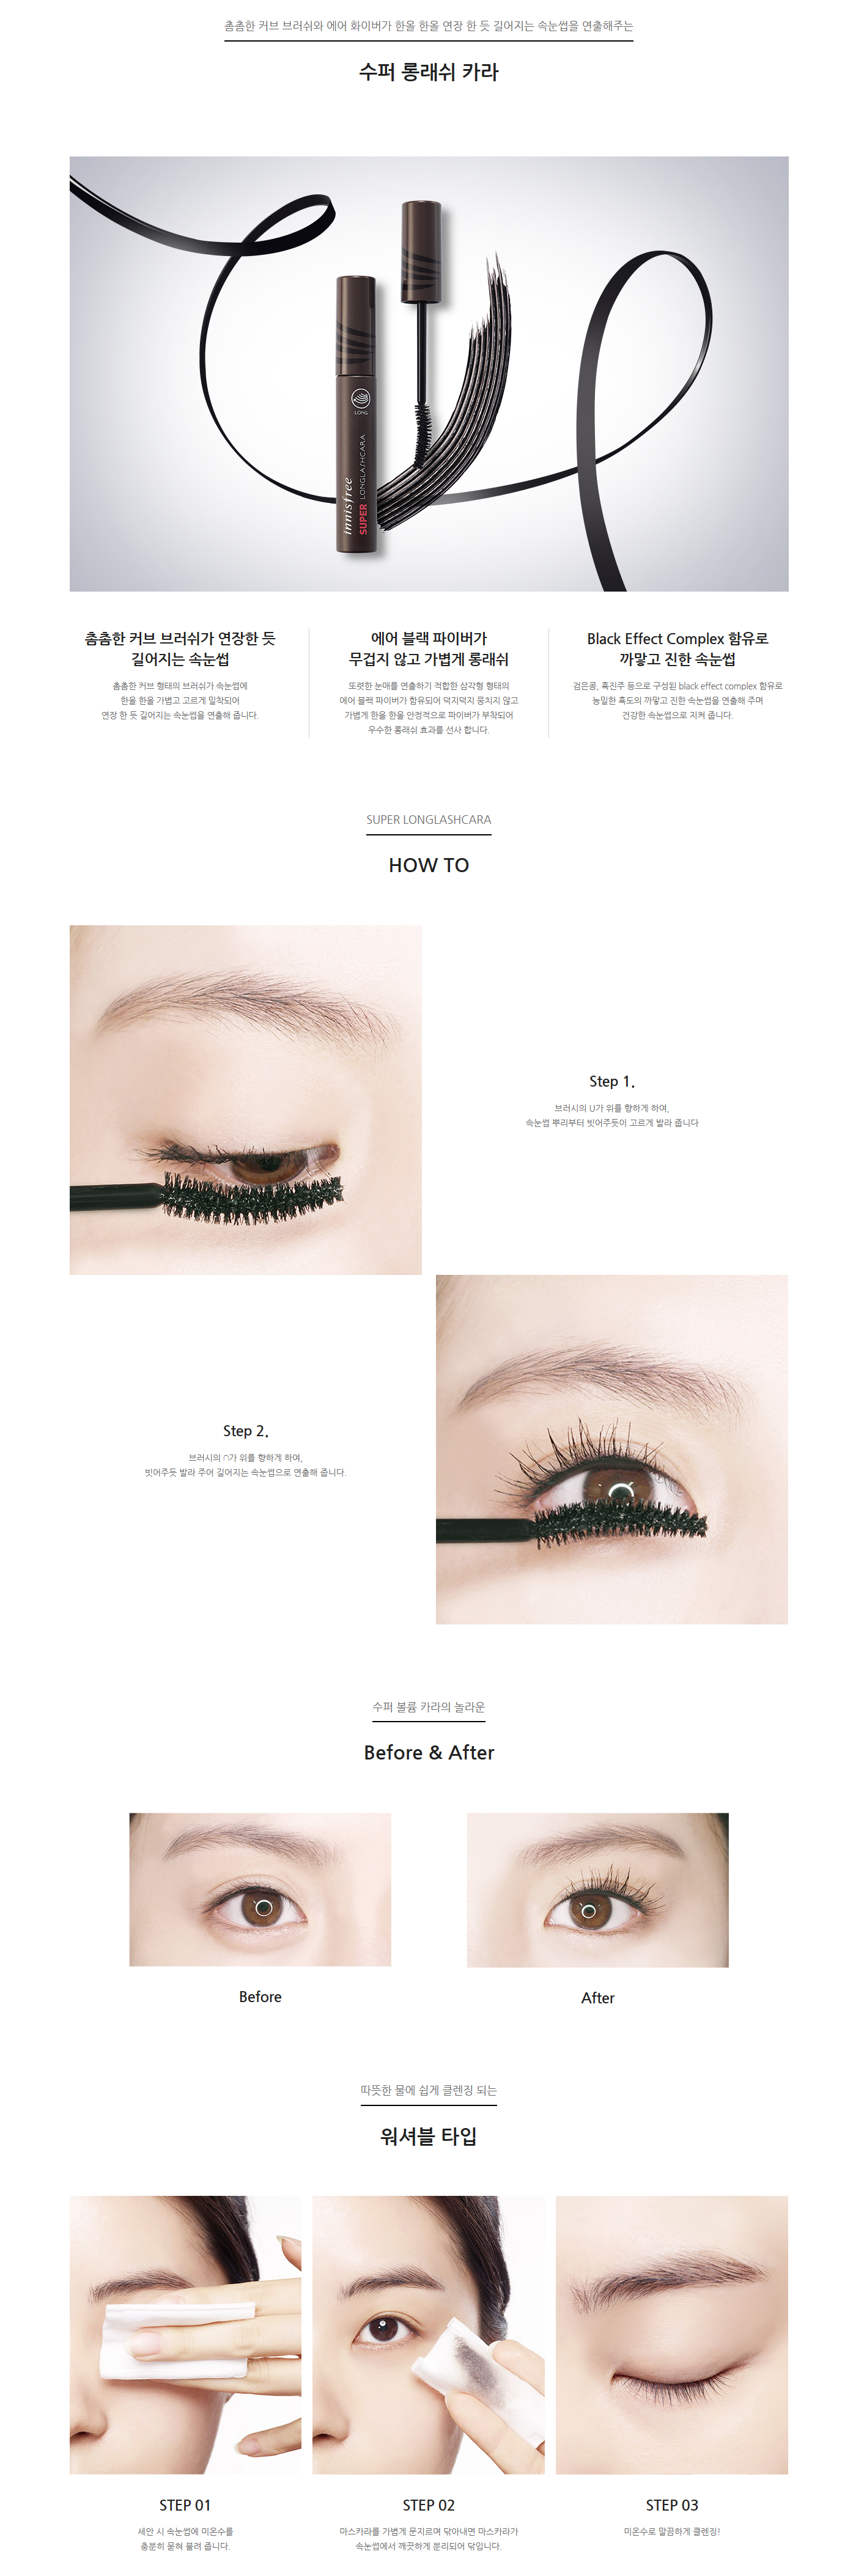 촘촘한 커브 브러쉬와 에어 화이버가 한올 한올 연장 한 듯 길어지는 속눈썹을 연출해주는
수퍼 롱래쉬 카라
LONG
innisfree
SUPER LONGLASHCARA
촘촘한 커브 브러쉬가 연장한 듯
길어지는 속눈썹
촘촘한 커브 형태의 브러쉬가 속눈썹에
한올 한올 가볍고 고르게 밀착되어
연장 한 듯 길어지는 속눈썹을 연출해 줍니다.
에어 블랙 파이버가
무겁지 않고 가볍게 롱래쉬
또렷한 눈매를 연출하기 적합한 삼각형 형태의
에어 블랙 파이버가 함유되어 덕지덕지 뭉치지 않고
가볍게 한올 한올 안정적으로 파이버가 부착되어
우수한 롱래쉬 효과를 선사 합니다.
Black Effect Complex 함유로
까맣고 진한 속눈썹
검은콩, 흑진주 등으로 구성된 black effect complex 함유로
농밀한 흑도의 까맣고 진한 속눈썹을 연출해 주며
건강한 속눈썹으로 지켜 줍니다.
SUPER LONGLASHCARA
HOW TO
Step 1.
브러시의 U가 위를 향하게 하여,
속눈썹 뿌리부터 빗어주듯이 고르게 발라 줍니다
Step 2.
브러시의 ∩가 위를 향하게 하여,
빗어주듯 발라 주어 길어지는 속눈썹으로 연출해 줍니다.
수퍼 볼륨 카라의 놀라운
Before & After
Before
After
따뜻한 물에 쉽게 클렌징 되는
워셔블 타입
STEP 01
세안 시 속눈썹에 미온수를
충분히 묻혀 불려 줍니다.
STEP 02
마스카라를 가볍게 문지르며 닦아내면 마스카라가
속눈썹에서 깨끗하게 분리되어 닦입니다.
STEP 03
미온수로 말끔하게 클렌징!